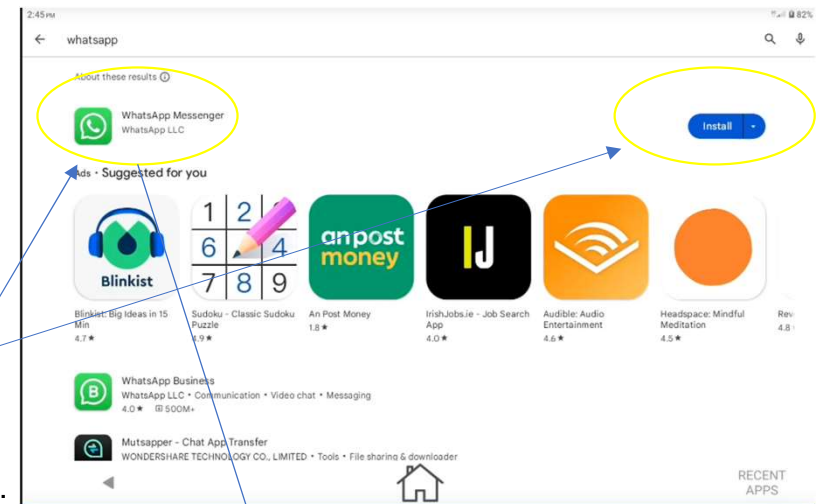 2:45 PM
82%
whatsapp
About these results
WhatsApp Messenger
WhatsApp LLC
Install
Ads • Suggested for you
Blinkist
1 2
6 4
7 8 9
an post
money
IJ
Blinkist: Big Ideas in 15
Min
4.7★
Sudoku - Classic Sudoku
Puzzle
4.9★
An Post Money
1.8★
IrishJobs.ie - Job Search
App
4.0★
Audible: Audio
Entertainment
4.6★
Headspace: Mindful
Meditation
4.5★
4.8
WhatsApp Business
WhatsApp LLC • Communication • Video chat • Messaging
4.0★ 500M+
Mutsapper - Chat App Transfer
WONDERSHARE TECHNOLOGY CO., LIMITED • Tools • File sharing & downloader
RECENT
APPS
.